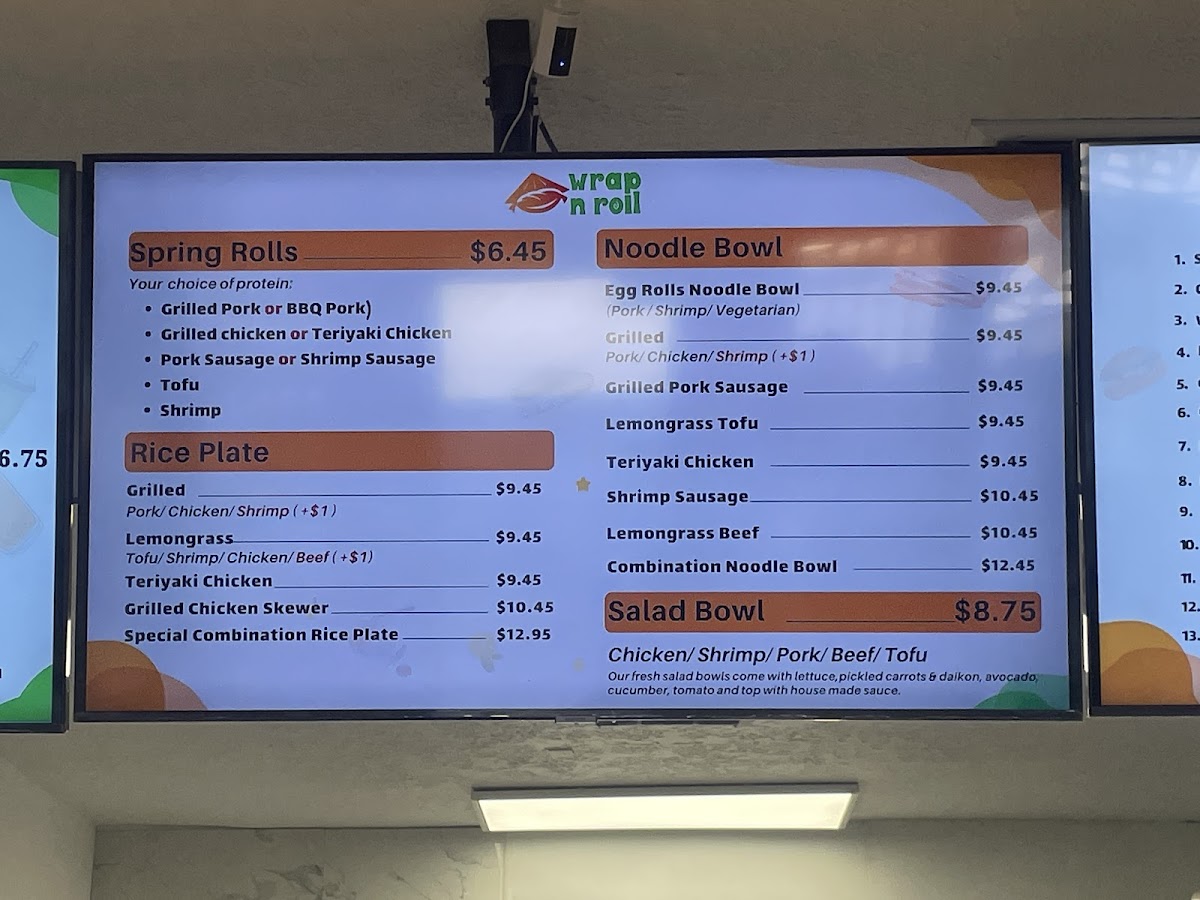 wrap
n roll
Spring Rolls $6.45
Your choice of protein:
• Grilled Pork or BBQ Pork)
• Grilled chicken or Teriyaki Chicken
• Pork Sausage or Shrimp Sausage
• Tofu
• Shrimp
Rice Plate
Grilled $9.45
Pork/Chicken/Shrimp (+$1)
Lemongrass $9.45
Tofu/Shrimp/Chicken/Beef (+$1)
Teriyaki Chicken $9.45
Grilled Chicken Skewer $10.45
Special Combination Rice Plate $12.95
Noodle Bowl
Egg Rolls Noodle Bowl $9.45
(Pork/Shrimp/Vegetarian)
Grilled $9.45
Pork/Chicken/Shrimp (+$1)
Grilled Pork Sausage $9.45
Lemongrass Tofu $9.45
Teriyaki Chicken $9.45
Shrimp Sausage $10.45
Lemongrass Beef $10.45
Combination Noodle Bowl $12.45
Salad Bowl $8.75
Chicken/Shrimp/Pork/Beef/Tofu
Our fresh salad bowls come with lettuce,pickled carrots & daikon, avocado,
cucumber, tomato and top with house made sauce.
6.75
1.
2.
3.
4.
5.
6.
7.
8.
9.
10.
11.
12.
13.